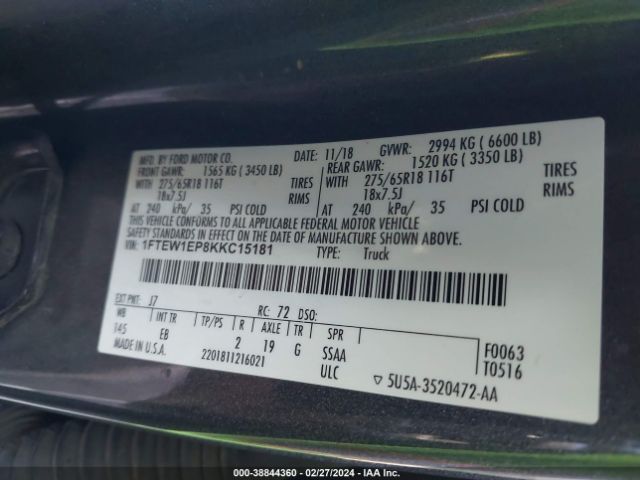 MFD. BY FORD MOTOR CO.
DATE: 11/18 GVWR: 2994 KG ( 6600 LB)
FRONT GAWR: 1565 KG ( 3450 LB) REAR GAWR: 1520 KG ( 3350 LB)
WITH 275/65R18 116T TIRES WITH 275/65R18 116T TIRES
18x7.5J RIMS 18x7.5J RIMS
AT 240 kPa/ 35 PSI COLD AT 240 kPa/ 35 PSI COLD
THIS VEHICLE CONFORMS TO ALL APPLICABLE FEDERAL MOTOR VEHICLE
SAFETY STANDARDS IN EFFECT ON THE DATE OF MANUFACTURE SHOWN ABOVE.
VIN: 1FTEW1EP8KKC15181 TYPE: Truck
EXT PNT: J7 RC: 72 DSO:
WB INT TR TP/PS R AXLE TR SPR
145 EB 2 19 G SSAA F0063
MADE IN U.S.A. 2201811216021 ULC T0516
▽ 5U5A-3520472-AA
000-38844360 - 02/27/2024 - IAA Inc.